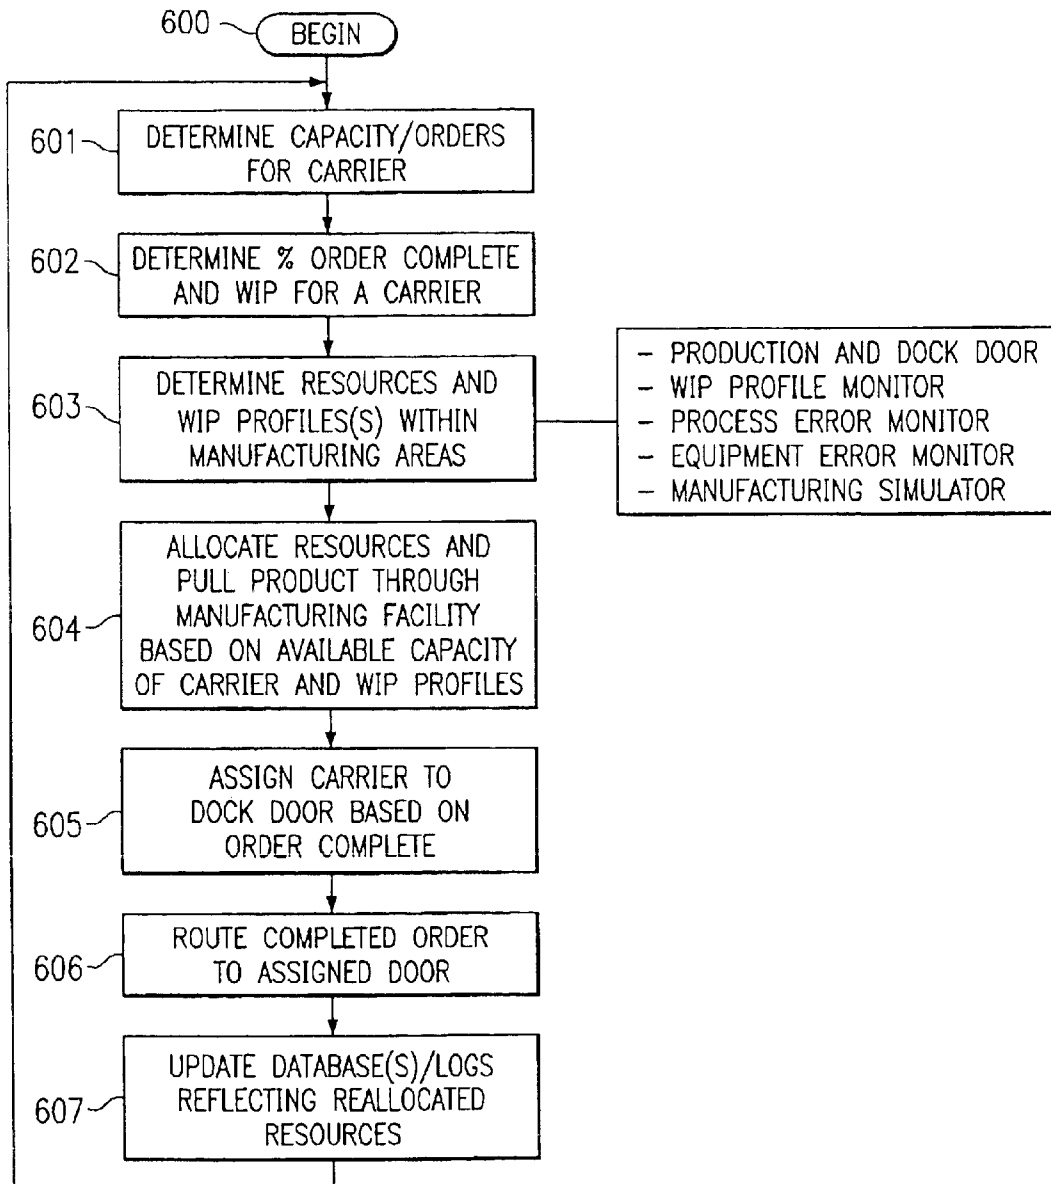 600
BEGIN
601
DETERMINE CAPACITY/ORDERS
FOR CARRIER
602
DETERMINE % ORDER COMPLETE
AND WIP FOR A CARRIER
603
DETERMINE RESOURCES AND
WIP PROFILES(S) WITHIN
MANUFACTURING AREAS
- PRODUCTION AND DOCK DOOR
- WIP PROFILE MONITOR
- PROCESS ERROR MONITOR
- EQUIPMENT ERROR MONITOR
- MANUFACTURING SIMULATOR
604
ALLOCATE RESOURCES AND
PULL PRODUCT THROUGH
MANUFACTURING FACILITY
BASED ON AVAILABLE CAPACITY
OF CARRIER AND WIP PROFILES
605
ASSIGN CARRIER TO
DOCK DOOR BASED ON
ORDER COMPLETE
606
ROUTE COMPLETED ORDER
TO ASSIGNED DOOR
607
UPDATE DATABASE(S)/LOGS
REFLECTING REALLOCATED
RESOURCES